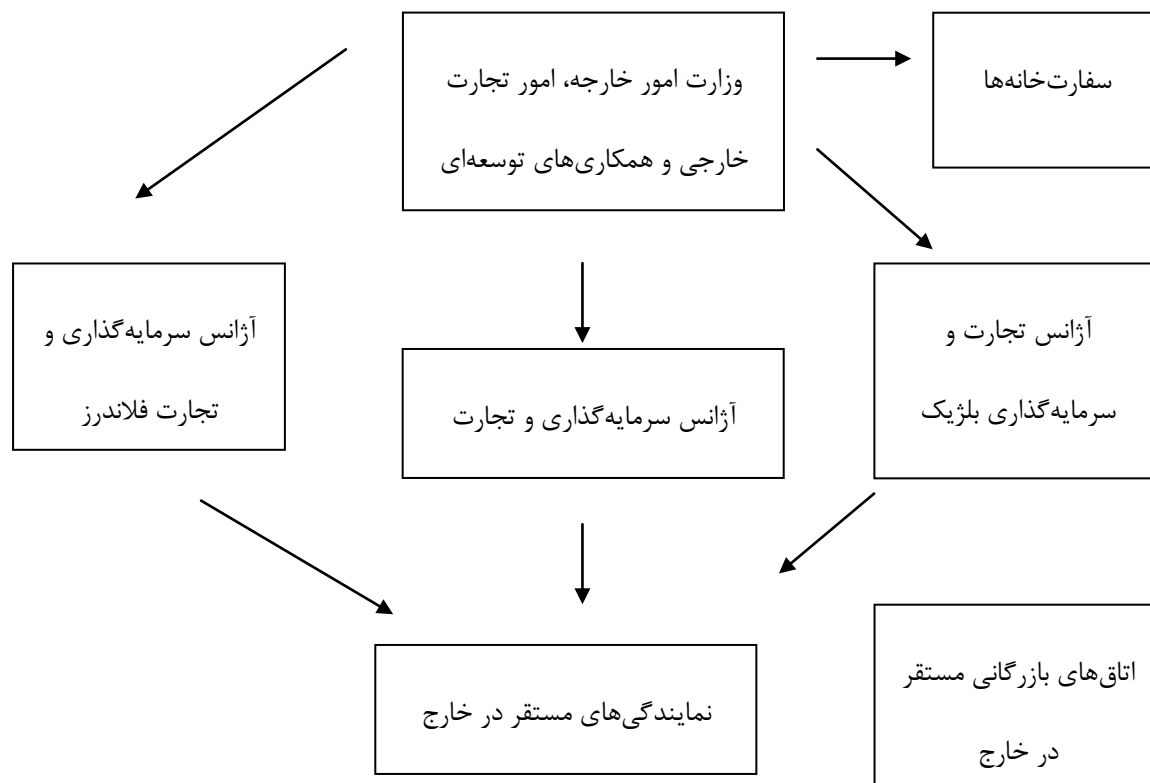 وزارت امور خارجه، امور تجارت
خارجی و همکاری‌های توسعه‌ای
سفارت‌خانه‌ها
آژانس تجارت و
سرمایه‌گذاری بلژیک
آژانس سرمایه‌گذاری و تجارت
آژانس سرمایه‌گذاری و
تجارت فلاندرز
نمایندگی‌های مستقر در خارج
اتاق‌های بازرگانی مستقر
در خارج